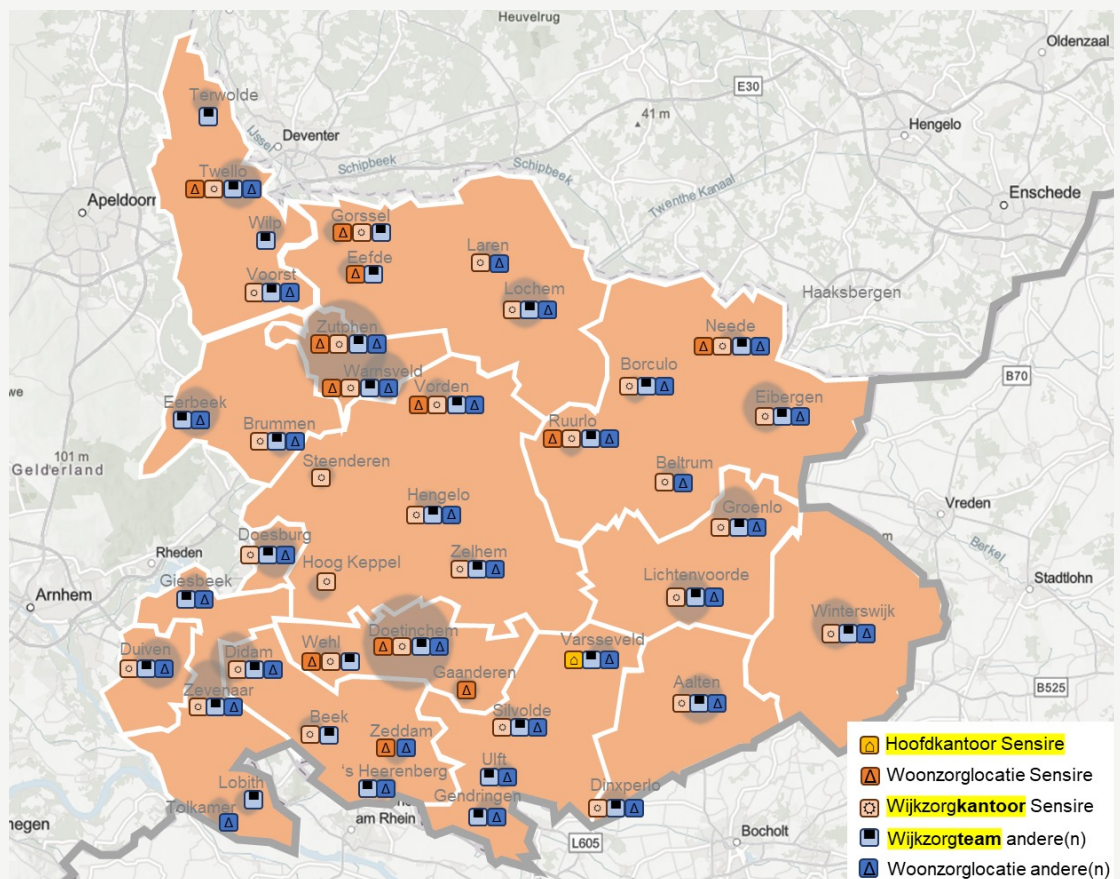 Heuvelrug
Oldenzaal
E30
41 m
Terwolde
IJssel
Deventer
Hengelo
Schipbeek
Schipbeek
Twello
Twenthe Kanaal
Enschede
Apeldoorn
Wilp
Gorssel
Laren
Eefde
Voorst
Lochem
Haaksbergen
Zutphen
Neede
Warnsveld
Vorden
Borculo
B70
we
Eerbeek
Eibergen
Brummen
Ruurlo
101 m
Gelderland
Steenderen
Beltrum
Hengelo
Groenlo
Vreden
Doesburg
m
Rheden
Hoog Keppel
Zelhem
Berkel
Giesbeek
Lichtenvoorde
Stadtlohn
Arnhem
Winterswijk
Doetinchem
Duiven
Didam
Wehl
Varsseveld
Gaanderen
Zevenaar
Aalten
B525
Beek
Silvolde
Zeddam
Ulft
Lobith
's Heerenberg
Dinxperlo
Tolkamer
Gendringen
am Rhein
megen
L605
Bocholt
Hoofdkantoor Sensire
Woonzorglocatie Sensire
Wijkzorgkantoor Sensire
Wijkzorgteam andere(n)
Woonzorglocatie andere(n)